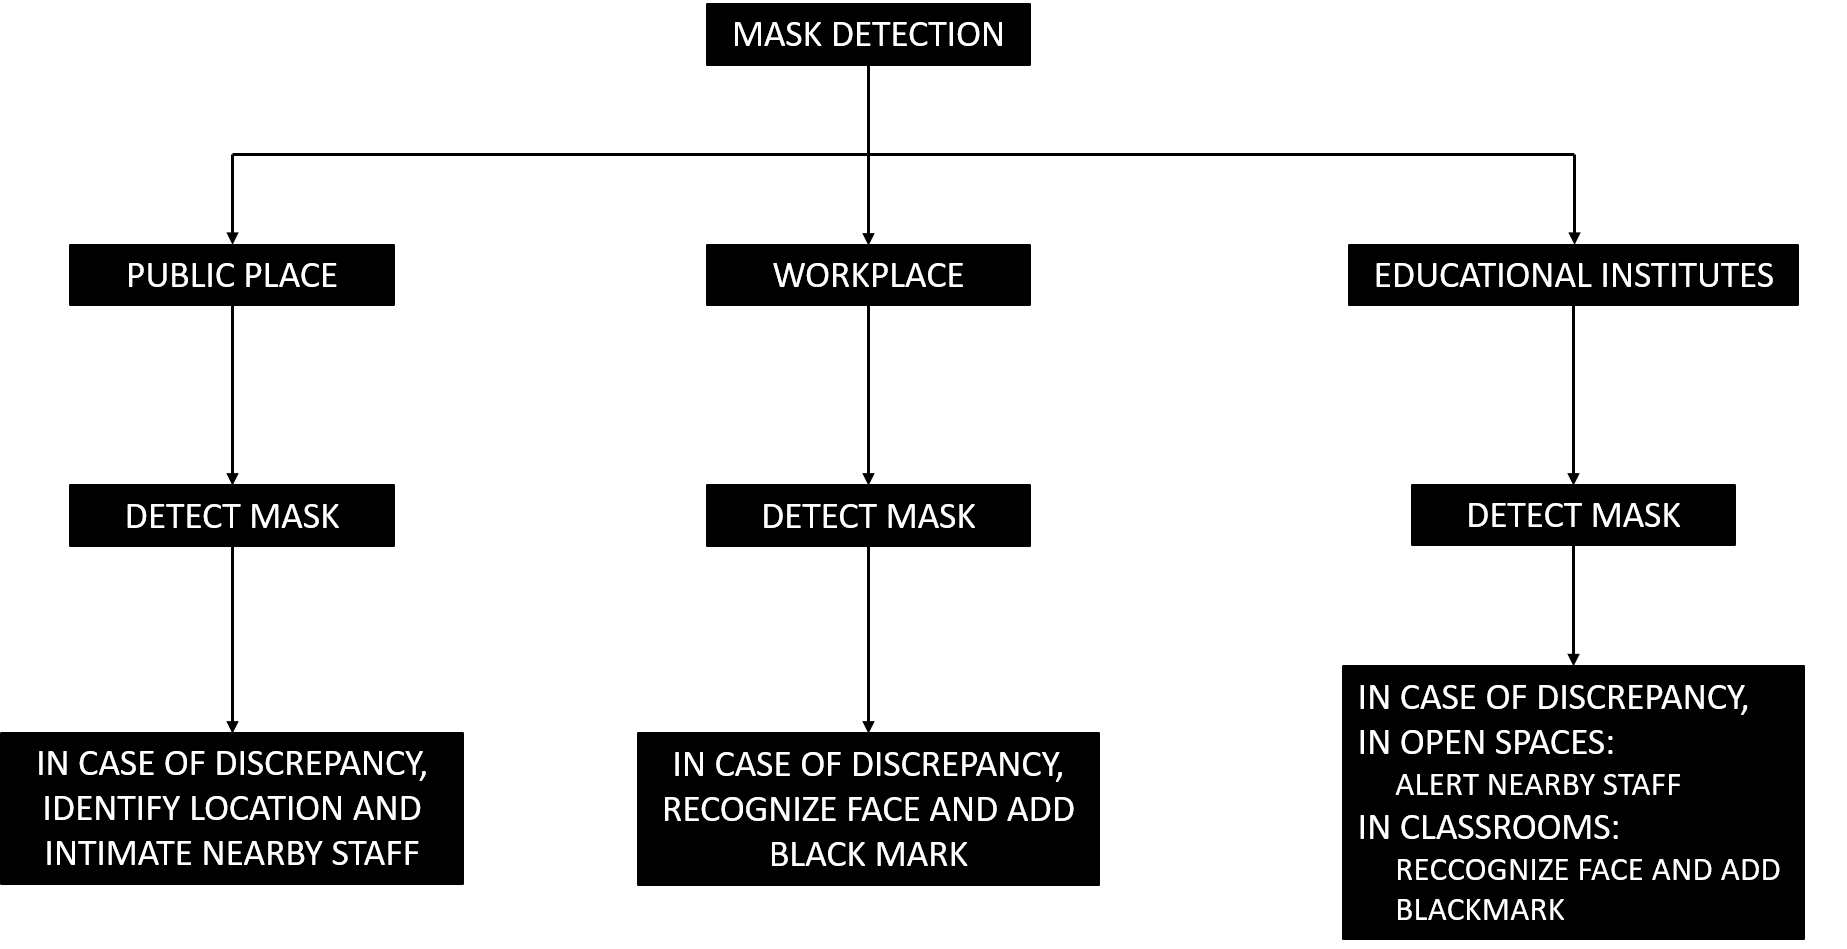 MASK DETECTION
PUBLIC PLACE
WORKPLACE
EDUCATIONAL INSTITUTES
DETECT MASK
DETECT MASK
DETECT MASK
IN CASE OF DISCREPANCY,
IDENTIFY LOCATION AND
INTIMATE NEARBY STAFF
IN CASE OF DISCREPANCY,
RECOGNIZE FACE AND ADD
BLACK MARK
IN CASE OF DISCREPANCY,
IN OPEN SPACES:
ALERT NEARBY STAFF
IN CLASSROOMS:
RECCOGNIZE FACE AND ADD
BLACKMARK